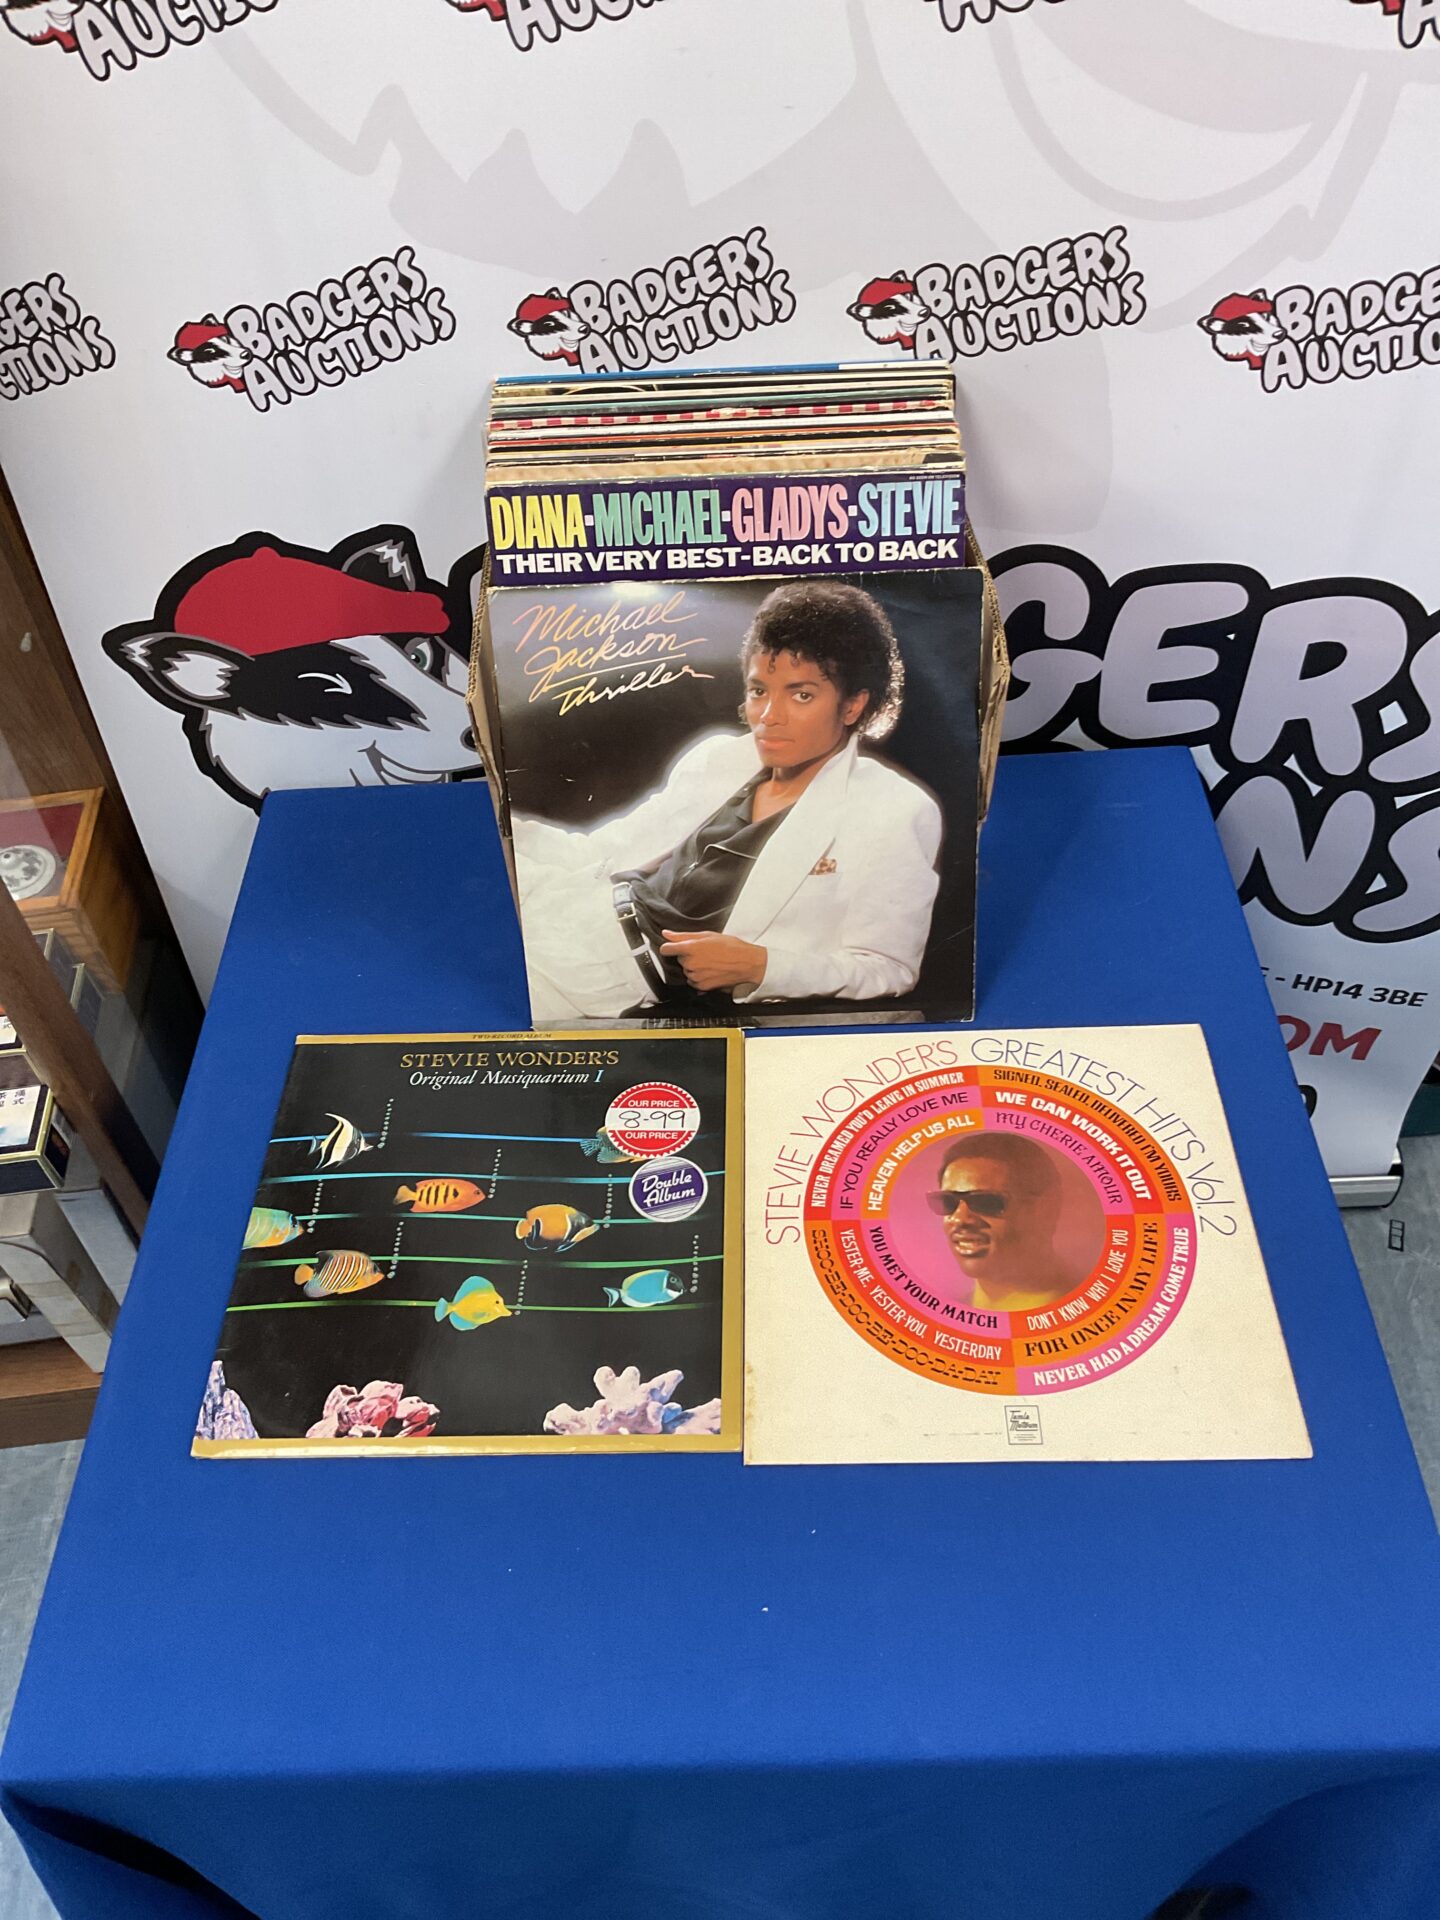 AUCTIONS
BADGERS
AUCTIONS
BADGERS
AUCTIONS
BADGERS
AUCTIONS
BADGERS
AUCTIONS
DIANA-MICHAEL-GLADYS-STEVIE
THEIR VERY BEST-BACK TO BACK
Michael
Jackson
Thriller
GERS
- HP14 3BE
OM
TWO-RECORD ALBUM
STEVIE WONDER'S
Original Musiquarium I
OUR PRICE
8-99
OUR PRICE
Double
Album
STEVIE WONDER'S GREATEST HITS Vol.2
NEVER DREAMED YOU'D LEAVE IN SUMMER
SIGNED, SEALED, DELIVERED I'M YOURS
IF YOU REALLY LOVE ME
WE CAN WORK IT OUT
HEAVEN HELP US ALL
MY CHERIE AMOUR
YOU MET YOUR MATCH
DON'T KNOW WHY I LOVE YOU
YESTER-ME, YESTER-YOU, YESTERDAY
FOR ONCE IN MY LIFE
SHOO-BE-DOO-BE-DOO-DA-DAY
NEVER HAD A DREAM COME TRUE
Tamla
Motown